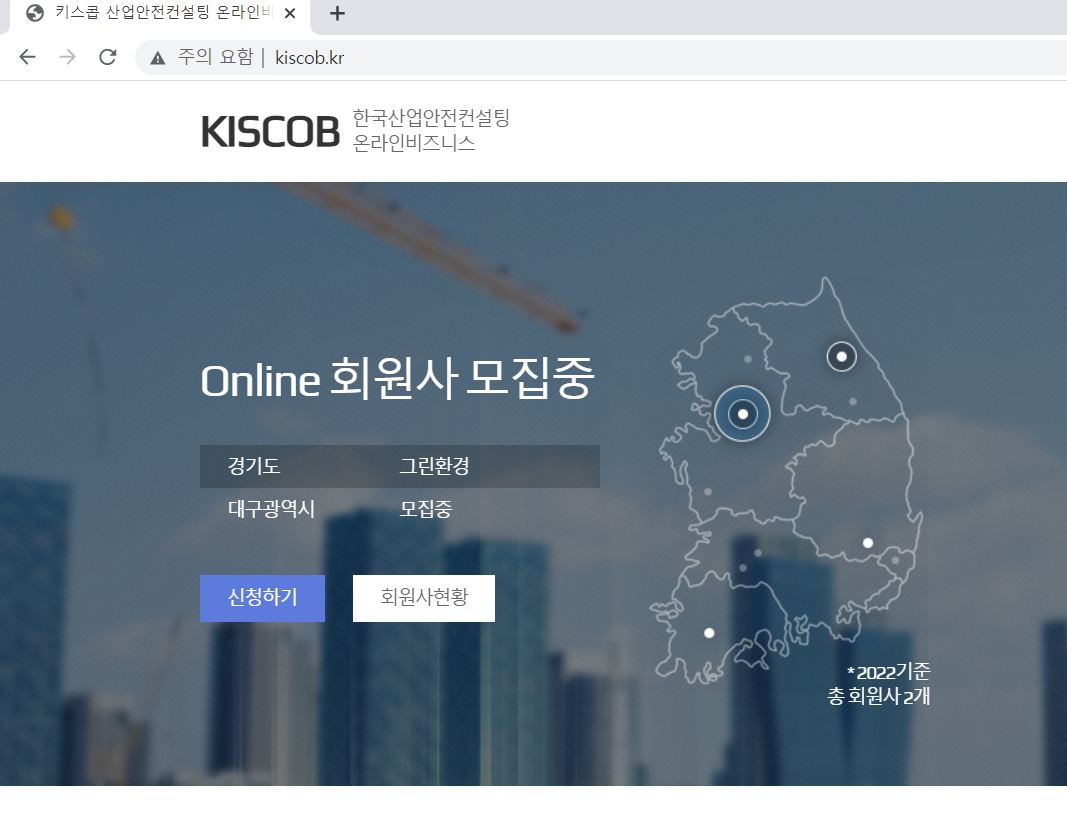 키스콥 산업안전컨설팅 온라인비
주의 요함 | kiscob.kr
KISCOB
한국산업안전컨설팅
온라인비즈니스
Online 회원사 모집중
경기도 그린환경
대구광역시 모집중
신청하기 회원사현황
* 2022기준
총 회원사 2개